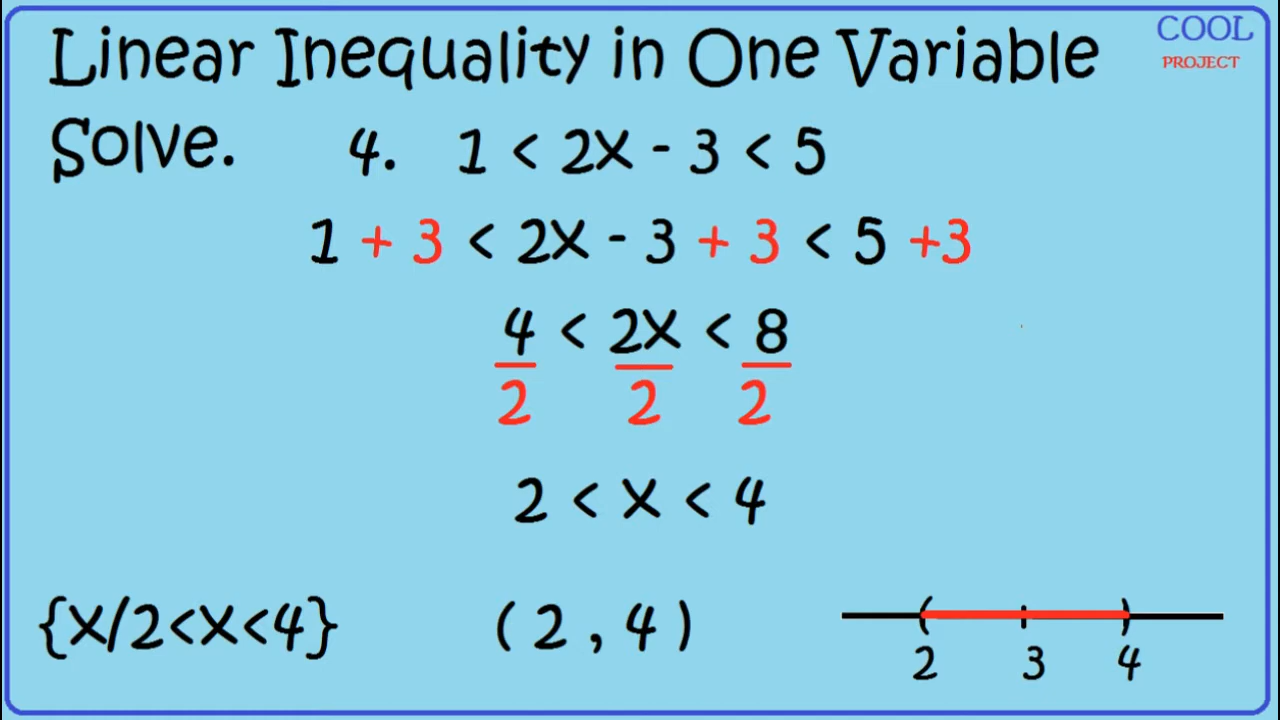 Linear Inequality in One Variable
COOL
PROJECT
Solve. 4. 1 < 2X - 3 < 5
1 + 3 < 2X - 3 + 3 < 5 +3
4 < 2X < 8
2 2 2
2 < X < 4
{X/2<X<4} ( 2 , 4 ) ( )
2 3 4